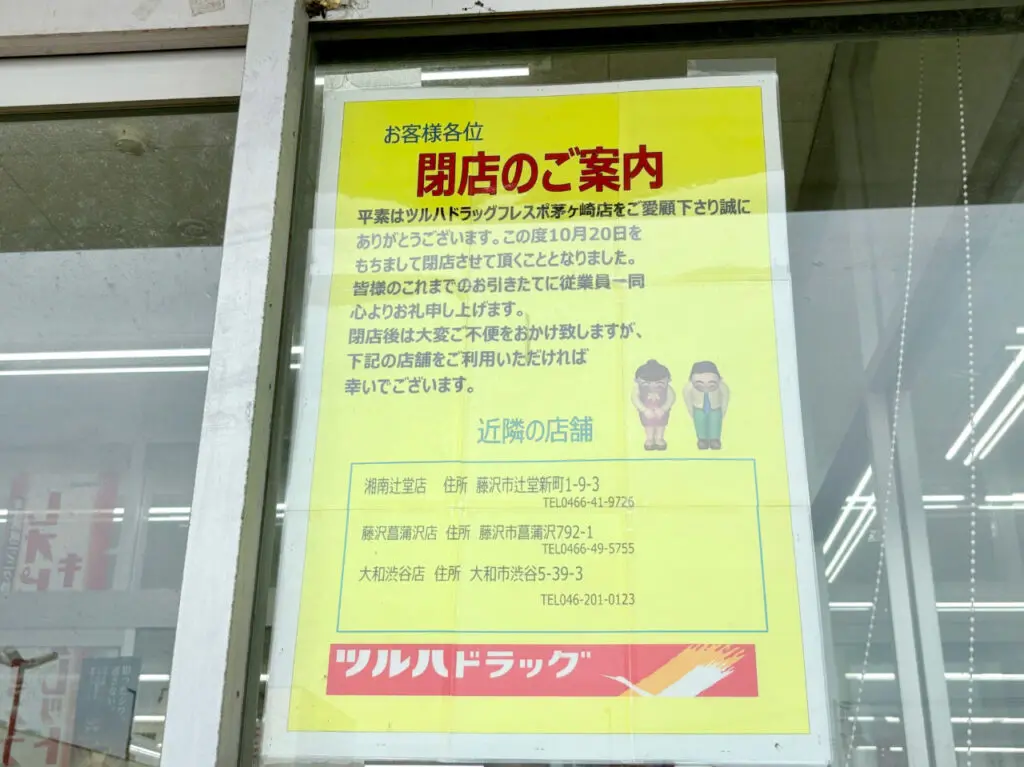 お客様各位
閉店のご案内
平素はツルハドラッグフレスポ茅ヶ崎店をご愛顧下さり誠に
ありがとうございます。この度10月20日を
もちまして閉店させて頂くこととなりました。
皆様のこれまでのお引きたてに従業員一同
心よりお礼申し上げます。
閉店後は大変ご不便をおかけ致しますが、
下記の店舗をご利用いただければ
幸いでございます。
近隣の店舗
湘南辻堂店 住所 藤沢市辻堂新町1-9-3
TEL0466-41-9726
藤沢菖蒲沢店 住所 藤沢市菖蒲沢792-1
TEL0466-49-5755
大和渋谷店 住所 大和市渋谷5-39-3
TEL046-201-0123
ツルハドラッグ